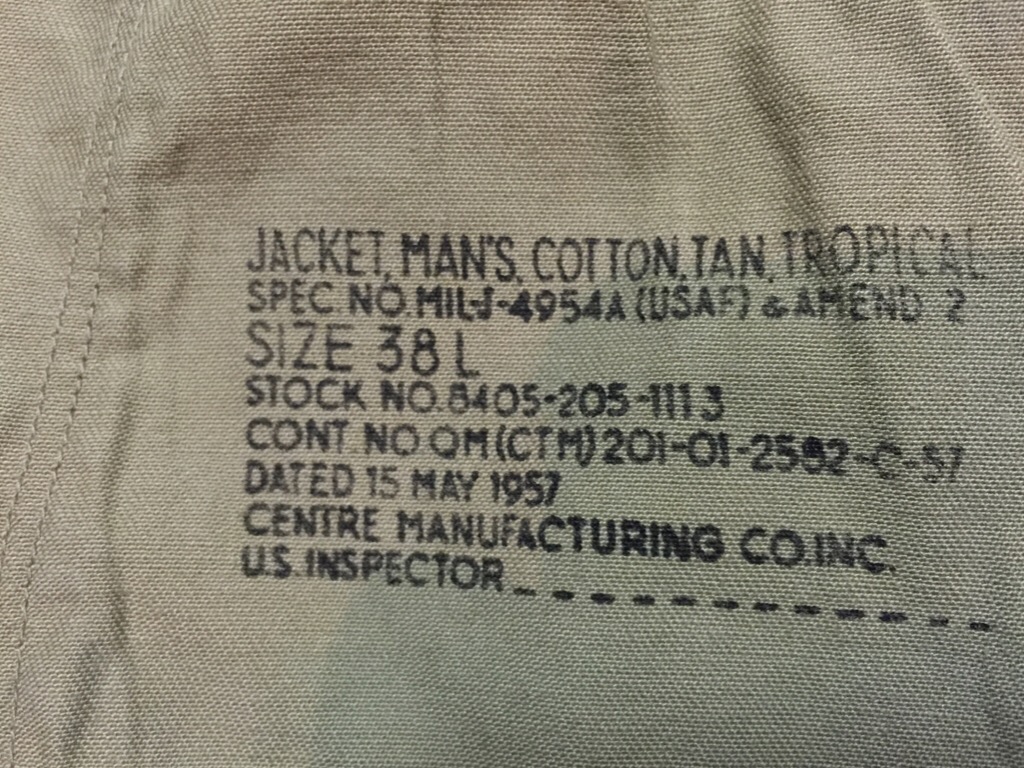 JACKET, MAN'S, COTTON, TAN, TROPICAL
SPEC. NO. MIL-J-4954A (USAF) & AMEND 2
SIZE 38 L
STOCK NO. 8405-205-1113
CONT. NO QM (CTM) 201-01-2582-C-57
DATED 15 MAY 1957
CENTRE MANUFACTURING CO. INC.
U.S. INSPECTOR_ _ _ _ _ _ _ _ _ _ _ _